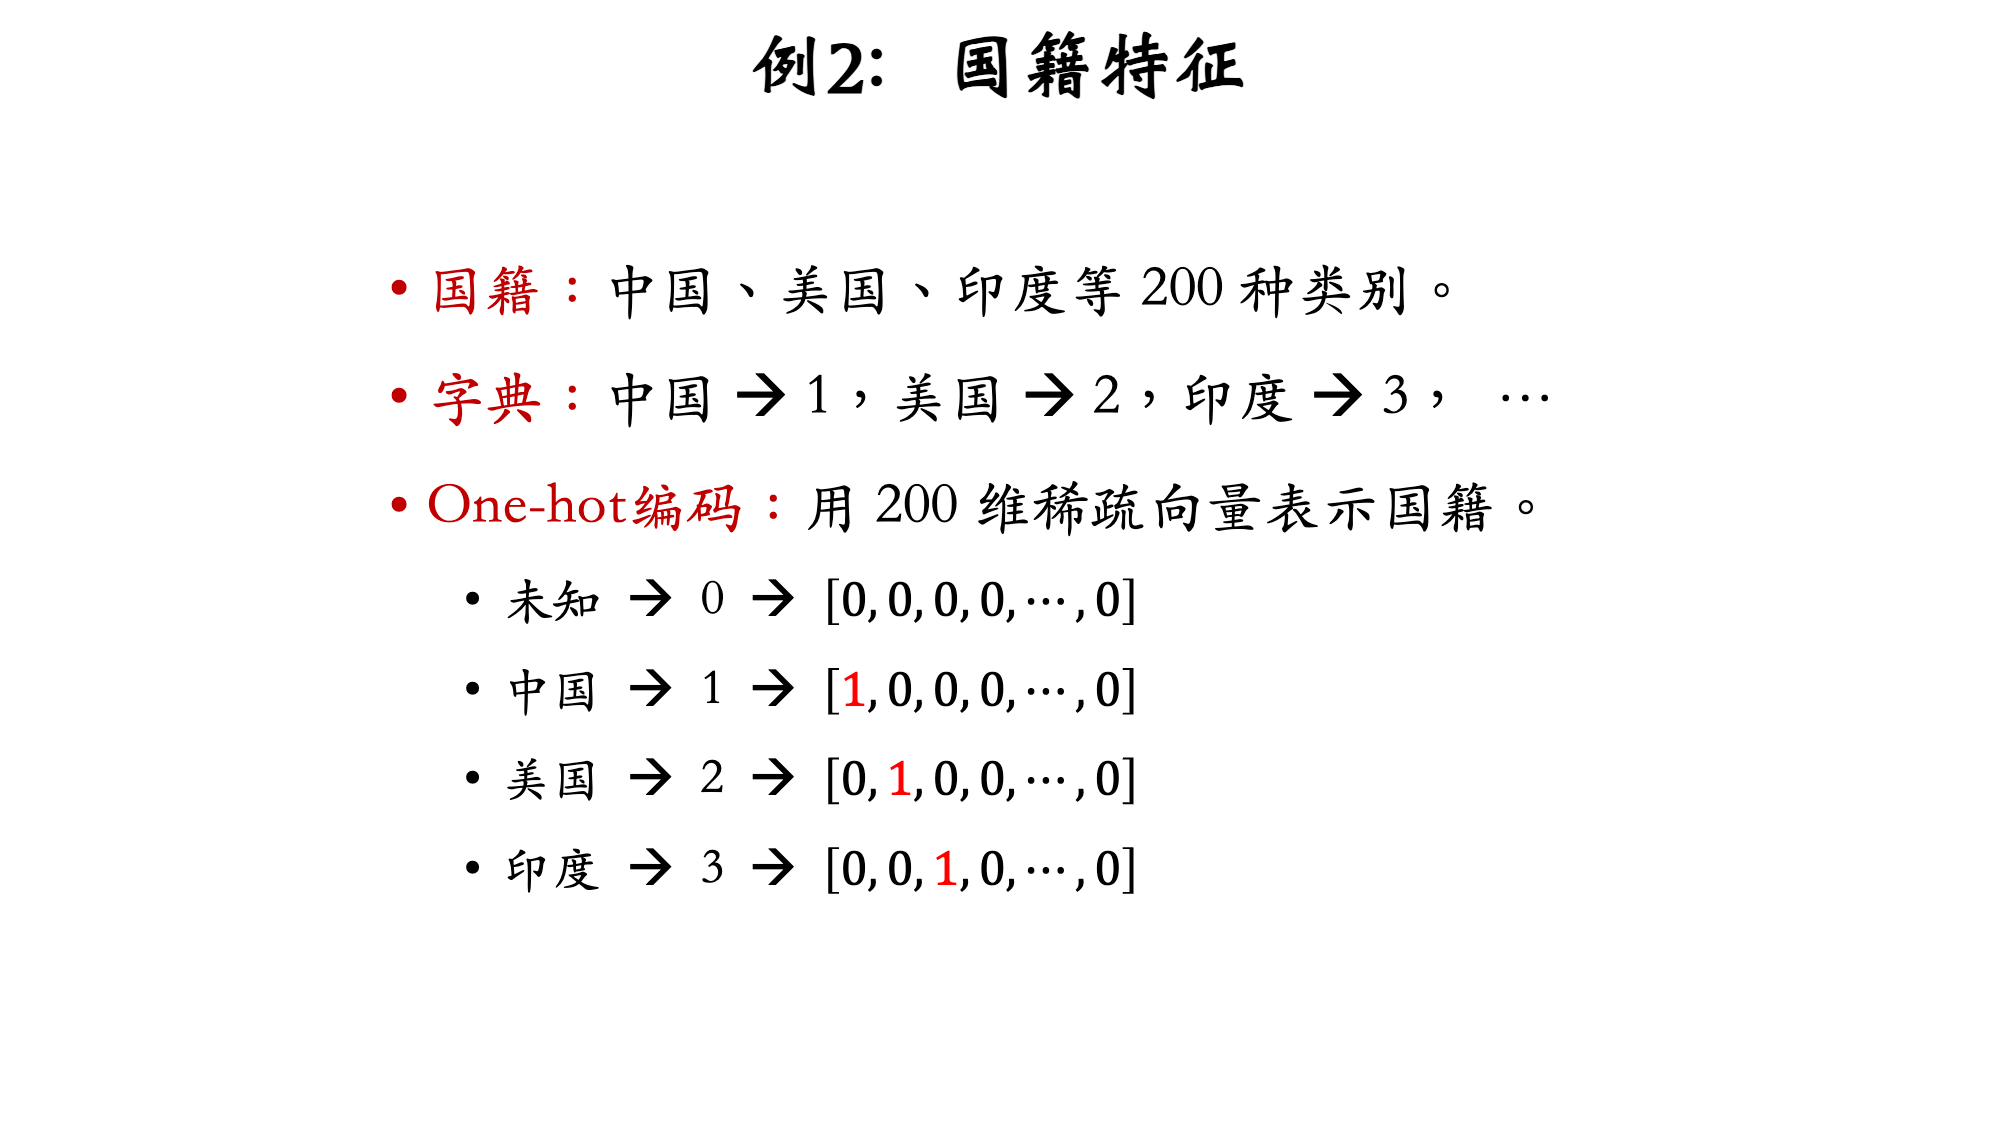 例2: 国籍特征
• 国籍：中国、美国、印度等 200 种类别。
• 字典：中国 → 1，美国 → 2，印度 → 3， …
• One-hot编码：用 200 维稀疏向量表示国籍。
• 未知 → 0 → [0, 0, 0, 0, ⋯ , 0]
• 中国 → 1 → [1, 0, 0, 0, ⋯ , 0]
• 美国 → 2 → [0, 1, 0, 0, ⋯ , 0]
• 印度 → 3 → [0, 0, 1, 0, ⋯ , 0]